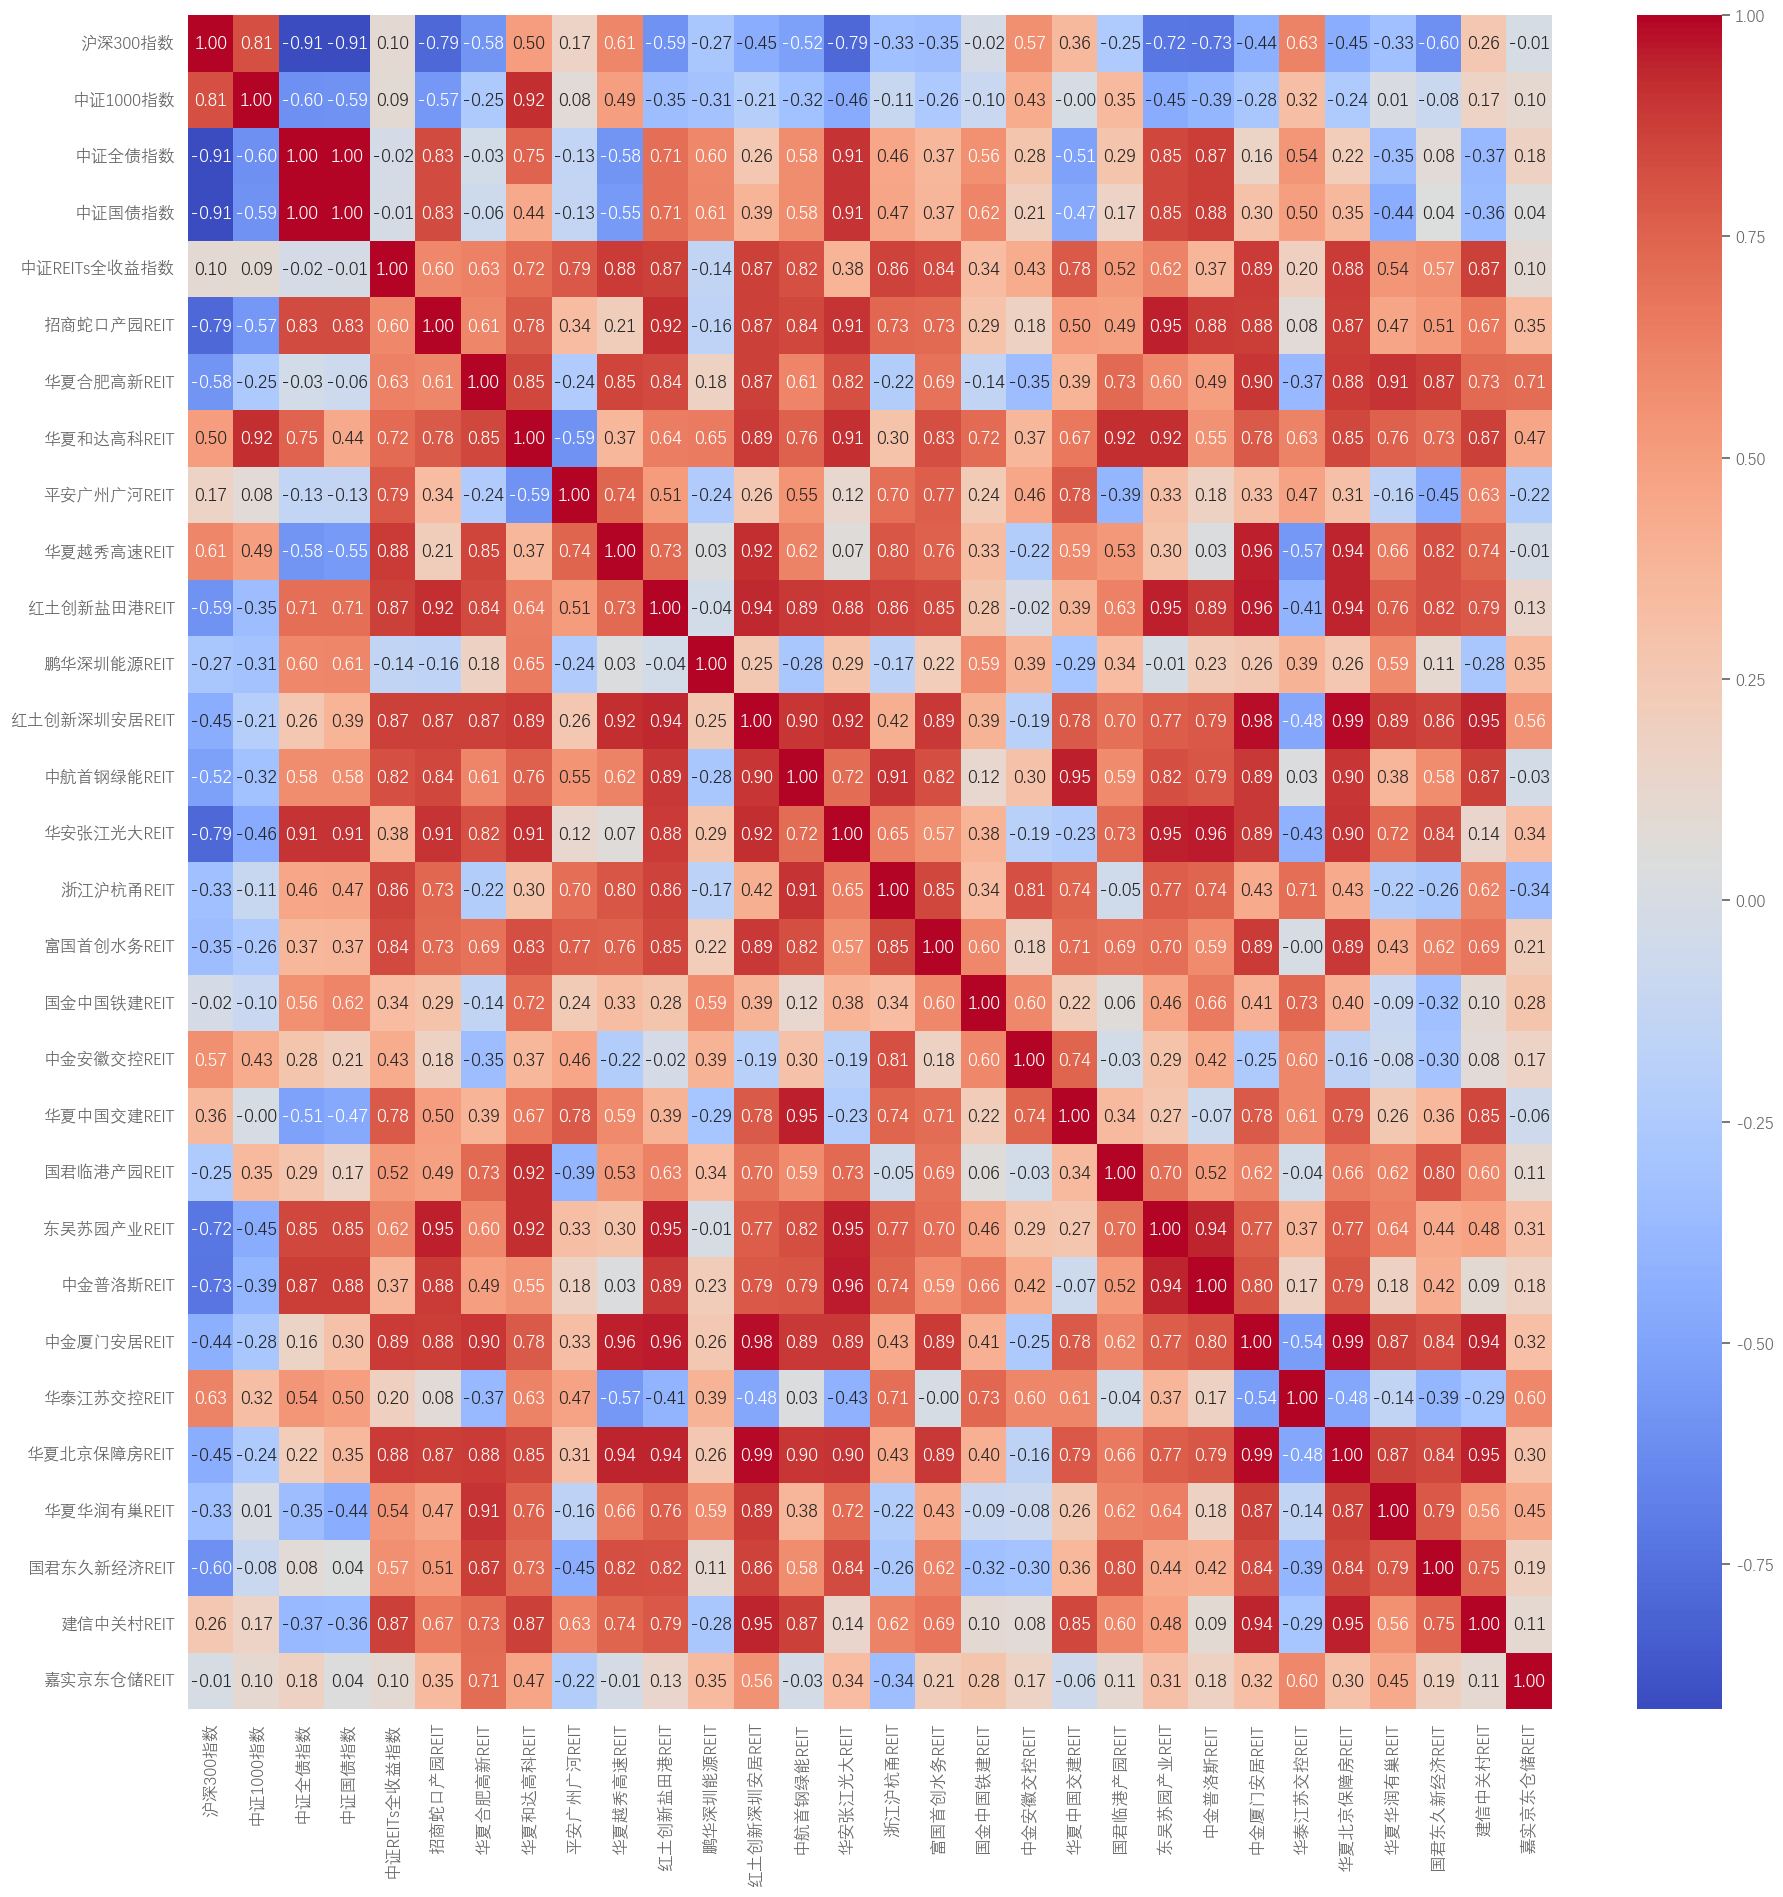 沪深300指数 1.00 0.81 -0.91 -0.91 0.10 -0.79 -0.58 0.50 0.17 0.61 -0.59 -0.27 -0.45 -0.52 -0.79 -0.33 -0.35 -0.02 0.57 0.36 -0.25 -0.72 -0.73 -0.44 0.63 -0.45 -0.33 -0.60 0.26 -0.01
中证1000指数 0.81 1.00 -0.60 -0.59 0.09 -0.57 -0.25 0.92 0.08 0.49 -0.35 -0.31 -0.21 -0.32 -0.46 -0.11 -0.26 -0.10 0.43 -0.00 0.35 -0.45 -0.39 -0.28 0.32 -0.24 0.01 -0.08 0.17 0.10
中证全债指数 -0.91 -0.60 1.00 1.00 -0.02 0.83 -0.03 0.75 -0.13 -0.58 0.71 0.60 0.26 0.58 0.91 0.46 0.37 0.56 0.28 -0.51 0.29 0.85 0.87 0.16 0.54 0.22 -0.35 0.08 -0.37 0.18
中证国债指数 -0.91 -0.59 1.00 1.00 -0.01 0.83 -0.06 0.44 -0.13 -0.55 0.71 0.61 0.39 0.58 0.91 0.47 0.37 0.62 0.21 -0.47 0.17 0.85 0.88 0.30 0.50 0.35 -0.44 0.04 -0.36 0.04
中证REITs全收益指数 0.10 0.09 -0.02 -0.01 1.00 0.60 0.63 0.72 0.79 0.88 0.87 -0.14 0.87 0.82 0.38 0.86 0.84 0.34 0.43 0.78 0.52 0.62 0.37 0.89 0.20 0.88 0.54 0.57 0.87 0.10
招商蛇口产园REIT -0.79 -0.57 0.83 0.83 0.60 1.00 0.61 0.78 0.34 0.21 0.92 -0.16 0.87 0.84 0.91 0.73 0.73 0.29 0.18 0.50 0.49 0.95 0.88 0.88 0.08 0.87 0.47 0.51 0.67 0.35
华夏合肥高新REIT -0.58 -0.25 -0.03 -0.06 0.63 0.61 1.00 0.85 -0.24 0.85 0.84 0.18 0.87 0.61 0.82 -0.22 0.69 -0.14 -0.35 0.39 0.73 0.60 0.49 0.90 -0.37 0.88 0.91 0.87 0.73 0.71
华夏和达高科REIT 0.50 0.92 0.75 0.44 0.72 0.78 0.85 1.00 -0.59 0.37 0.64 0.65 0.89 0.76 0.91 0.30 0.83 0.72 0.37 0.67 0.92 0.92 0.55 0.78 0.63 0.85 0.76 0.73 0.87 0.47
平安广州广河REIT 0.17 0.08 -0.13 -0.13 0.79 0.34 -0.24 -0.59 1.00 0.74 0.51 -0.24 0.26 0.55 0.12 0.70 0.77 0.24 0.46 0.78 -0.39 0.33 0.18 0.33 0.47 0.31 -0.16 -0.45 0.63 -0.22
华夏越秀高速REIT 0.61 0.49 -0.58 -0.55 0.88 0.21 0.85 0.37 0.74 1.00 0.73 0.03 0.92 0.62 0.07 0.80 0.76 0.33 -0.22 0.59 0.53 0.30 0.03 0.96 -0.57 0.94 0.66 0.82 0.74 -0.01
红土创新盐田港REIT -0.59 -0.35 0.71 0.71 0.87 0.92 0.84 0.64 0.51 0.73 1.00 -0.04 0.94 0.89 0.88 0.86 0.85 0.28 -0.02 0.39 0.63 0.95 0.89 0.96 -0.41 0.94 0.76 0.82 0.79 0.13
鹏华深圳能源REIT -0.27 -0.31 0.60 0.61 -0.14 -0.16 0.18 0.65 -0.24 0.03 -0.04 1.00 0.25 -0.28 0.29 -0.17 0.22 0.59 0.39 -0.29 0.34 -0.01 0.23 0.26 0.39 0.26 0.59 0.11 -0.28 0.35
红土创新深圳安居REIT -0.45 -0.21 0.26 0.39 0.87 0.87 0.87 0.89 0.26 0.92 0.94 0.25 1.00 0.90 0.92 0.42 0.89 0.39 -0.19 0.78 0.70 0.77 0.79 0.98 -0.48 0.99 0.89 0.86 0.95 0.56
中航首钢绿能REIT -0.52 -0.32 0.58 0.58 0.82 0.84 0.61 0.76 0.55 0.62 0.89 -0.28 0.90 1.00 0.72 0.91 0.82 0.12 0.30 0.95 0.59 0.82 0.79 0.89 0.03 0.90 0.38 0.58 0.87 -0.03
华安张江光大REIT -0.79 -0.46 0.91 0.91 0.38 0.91 0.82 0.91 0.12 0.07 0.88 0.29 0.92 0.72 1.00 0.65 0.57 0.38 -0.19 -0.23 0.73 0.95 0.96 0.89 -0.43 0.90 0.72 0.84 0.14 0.34
浙江沪杭甬REIT -0.33 -0.11 0.46 0.47 0.86 0.73 -0.22 0.30 0.70 0.80 0.86 -0.17 0.42 0.91 0.65 1.00 0.85 0.34 0.81 0.74 -0.05 0.77 0.74 0.43 0.71 0.43 -0.22 -0.26 0.62 -0.34
富国首创水务REIT -0.35 -0.26 0.37 0.37 0.84 0.73 0.69 0.83 0.77 0.76 0.85 0.22 0.89 0.82 0.57 0.85 1.00 0.60 0.18 0.71 0.69 0.70 0.59 0.89 -0.00 0.89 0.43 0.62 0.69 0.21
国金中国铁建REIT -0.02 -0.10 0.56 0.62 0.34 0.29 -0.14 0.72 0.24 0.33 0.28 0.59 0.39 0.12 0.38 0.34 0.60 1.00 0.60 0.22 0.06 0.46 0.66 0.41 0.73 0.40 -0.09 -0.32 0.10 0.28
中金安徽交控REIT 0.57 0.43 0.28 0.21 0.43 0.18 -0.35 0.37 0.46 -0.22 -0.02 0.39 -0.19 0.30 -0.19 0.81 0.18 0.60 1.00 0.74 -0.03 0.29 0.42 -0.25 0.60 -0.16 -0.08 -0.30 0.08 0.17
华夏中国交建REIT 0.36 -0.00 -0.51 -0.47 0.78 0.50 0.39 0.67 0.78 0.59 0.39 -0.29 0.78 0.95 -0.23 0.74 0.71 0.22 0.74 1.00 0.34 0.27 -0.07 0.78 0.61 0.79 0.26 0.36 0.85 -0.06
国君临港产园REIT -0.25 0.35 0.29 0.17 0.52 0.49 0.73 0.92 -0.39 0.53 0.63 0.34 0.70 0.59 0.73 -0.05 0.69 0.06 -0.03 0.34 1.00 0.70 0.52 0.62 -0.04 0.66 0.62 0.80 0.60 0.11
东吴苏园产业REIT -0.72 -0.45 0.85 0.85 0.62 0.95 0.60 0.92 0.33 0.30 0.95 -0.01 0.77 0.82 0.95 0.77 0.70 0.46 0.29 0.27 0.70 1.00 0.94 0.77 0.37 0.77 0.64 0.44 0.48 0.31
中金普洛斯REIT -0.73 -0.39 0.87 0.88 0.37 0.88 0.49 0.55 0.18 0.03 0.89 0.23 0.79 0.79 0.96 0.74 0.59 0.66 0.42 -0.07 0.52 0.94 1.00 0.80 0.17 0.79 0.18 0.42 0.09 0.18
中金厦门安居REIT -0.44 -0.28 0.16 0.30 0.89 0.88 0.90 0.78 0.33 0.96 0.96 0.26 0.98 0.89 0.89 0.43 0.89 0.41 -0.25 0.78 0.62 0.77 0.80 1.00 -0.54 0.99 0.87 0.84 0.94 0.32
华泰江苏交控REIT 0.63 0.32 0.54 0.50 0.20 0.08 -0.37 0.63 0.47 -0.57 -0.41 0.39 -0.48 0.03 -0.43 0.71 -0.00 0.73 0.60 0.61 -0.04 0.37 0.17 -0.54 1.00 -0.48 -0.14 -0.39 -0.29 0.60
华夏北京保障房REIT -0.45 -0.24 0.22 0.35 0.88 0.87 0.88 0.85 0.31 0.94 0.94 0.26 0.99 0.90 0.90 0.43 0.89 0.40 -0.16 0.79 0.66 0.77 0.79 0.99 -0.48 1.00 0.87 0.84 0.95 0.30
华夏华润有巢REIT -0.33 0.01 -0.35 -0.44 0.54 0.47 0.91 0.76 -0.16 0.66 0.76 0.59 0.89 0.38 0.72 -0.22 0.43 -0.09 -0.08 0.26 0.62 0.64 0.18 0.87 -0.14 0.87 1.00 0.79 0.56 0.45
国君东久新经济REIT -0.60 -0.08 0.08 0.04 0.57 0.51 0.87 0.73 -0.45 0.82 0.82 0.11 0.86 0.58 0.84 -0.26 0.62 -0.32 -0.30 0.36 0.80 0.44 0.42 0.84 -0.39 0.84 0.79 1.00 0.75 0.19
建信中关村REIT 0.26 0.17 -0.37 -0.36 0.87 0.67 0.73 0.87 0.63 0.74 0.79 -0.28 0.95 0.87 0.14 0.62 0.69 0.10 0.08 0.85 0.60 0.48 0.09 0.94 -0.29 0.95 0.56 0.75 1.00 0.11
嘉实京东仓储REIT -0.01 0.10 0.18 0.04 0.10 0.35 0.71 0.47 -0.22 -0.01 0.13 0.35 0.56 -0.03 0.34 -0.34 0.21 0.28 0.17 -0.06 0.11 0.31 0.18 0.32 0.60 0.30 0.45 0.19 0.11 1.00
沪深300指数
中证1000指数
中证全债指数
中证国债指数
中证REITs全收益指数
招商蛇口产园REIT
华夏合肥高新REIT
华夏和达高科REIT
平安广州广河REIT
华夏越秀高速REIT
红土创新盐田港REIT
鹏华深圳能源REIT
红土创新深圳安居REIT
中航首钢绿能REIT
华安张江光大REIT
浙江沪杭甬REIT
富国首创水务REIT
国金中国铁建REIT
中金安徽交控REIT
华夏中国交建REIT
国君临港产园REIT
东吴苏园产业REIT
中金普洛斯REIT
中金厦门安居REIT
华泰江苏交控REIT
华夏北京保障房REIT
华夏华润有巢REIT
国君东久新经济REIT
建信中关村REIT
嘉实京东仓储REIT
1.00
0.75
0.50
0.25
0.00
-0.25
-0.50
-0.75